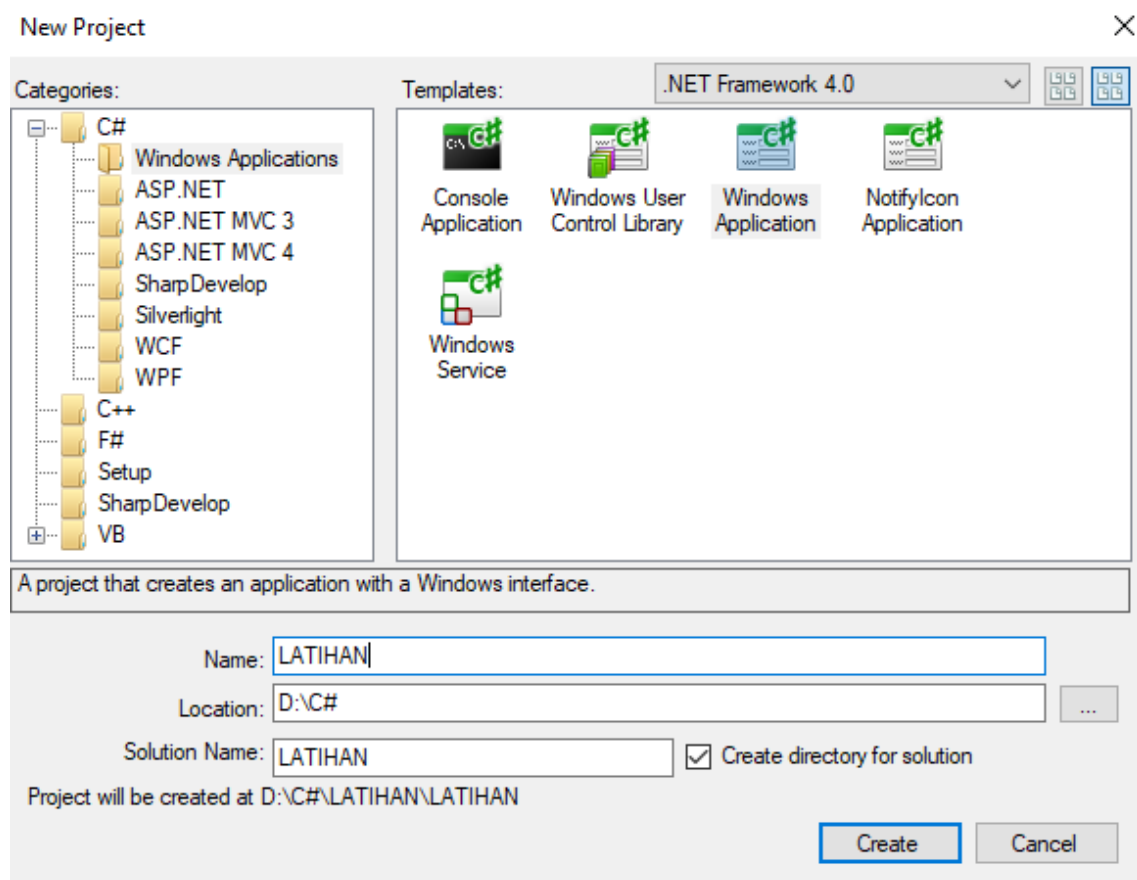 New Project
Categories:
Templates:
.NET Framework 4.0
C#
Windows Applications
ASP.NET
ASP.NET MVC 3
ASP.NET MVC 4
SharpDevelop
Silverlight
WCF
WPF
C++
F#
Setup
SharpDevelop
VB
Console
Application
Windows User
Control Library
Windows
Application
NotifyIcon
Application
Windows
Service
A project that creates an application with a Windows interface.
Name: LATIHAN
Location: D:\C#
...
Solution Name: LATIHAN
Create directory for solution
Project will be created at D:\C#\LATIHAN\LATIHAN
Create
Cancel